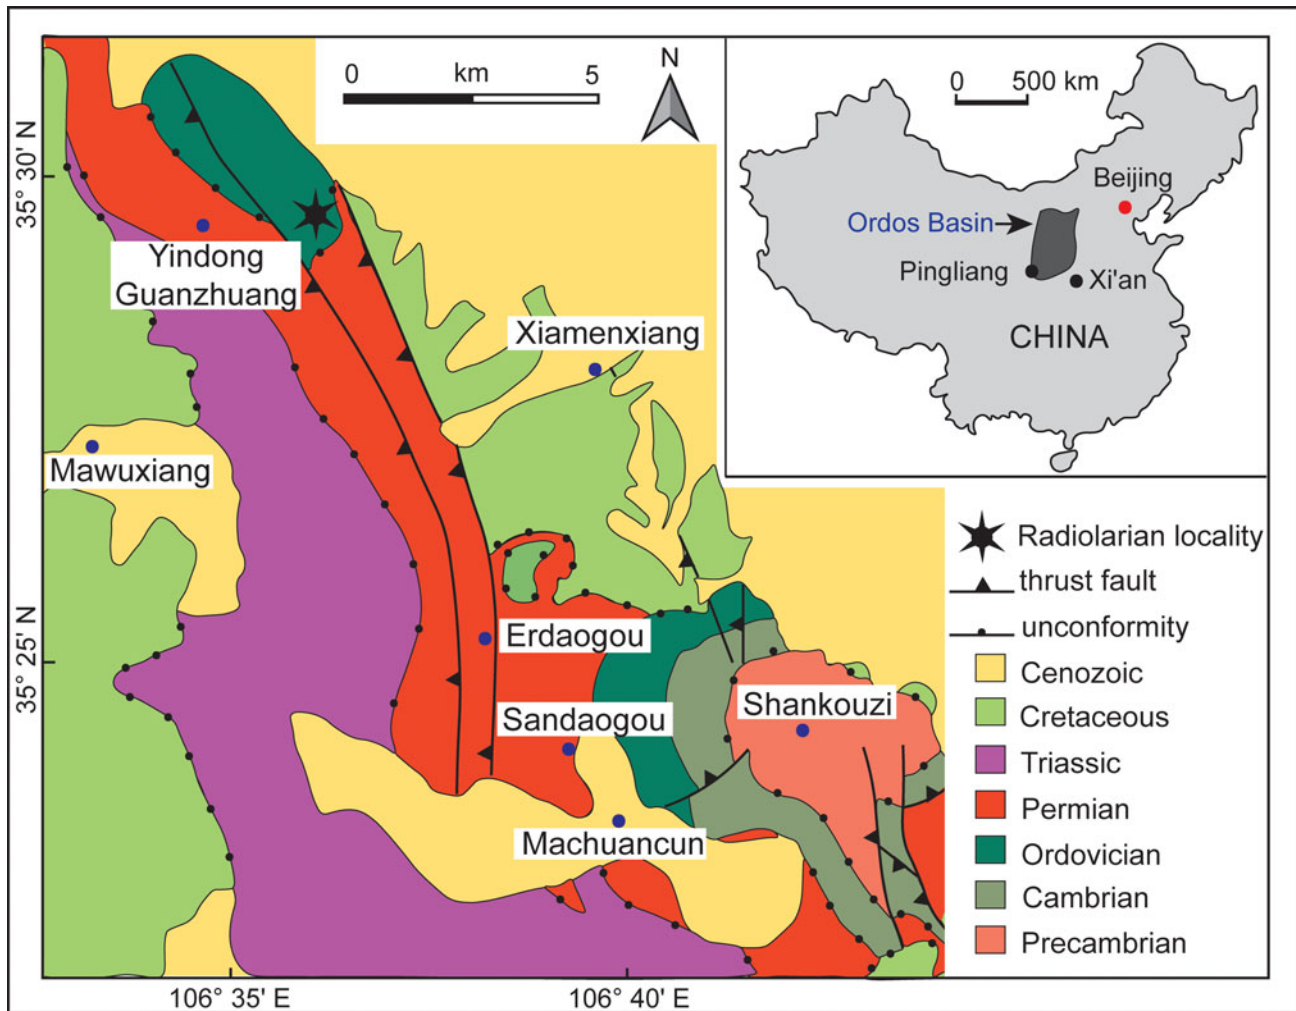 0 km 5
N
0 500 km
35° 30' N
Beijing
Ordos Basin
Yindong
Guanzhuang
Pingliang
Xi'an
Xiamenxiang
CHINA
Mawuxiang
Radiolarian locality
thrust fault
unconformity
35° 25' N
Erdaogou
Cenozoic
Sandaogou
Shankouzi
Cretaceous
Triassic
Permian
Machuancun
Ordovician
Cambrian
Precambrian
106° 35' E
106° 40' E